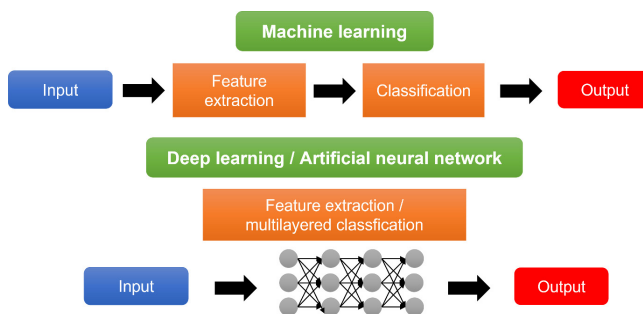 Machine learning
Input
Feature
extraction
Classification
Output
Deep learning / Artificial neural network
Feature extraction /
multilayered classfication
Input
Output